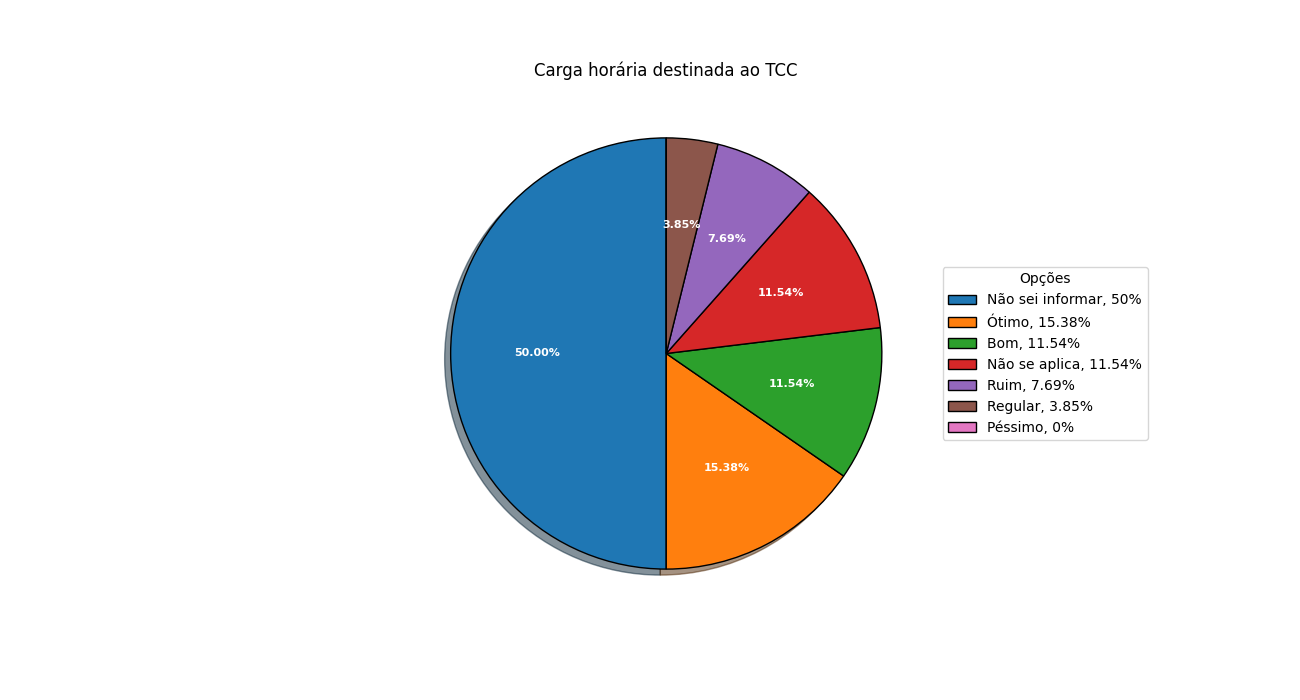 Carga horária destinada ao TCC
3.85%
7.69%
11.54%
50.00%
11.54%
15.38%
Opções
Não sei informar, 50%
Ótimo, 15.38%
Bom, 11.54%
Não se aplica, 11.54%
Ruim, 7.69%
Regular, 3.85%
Péssimo, 0%